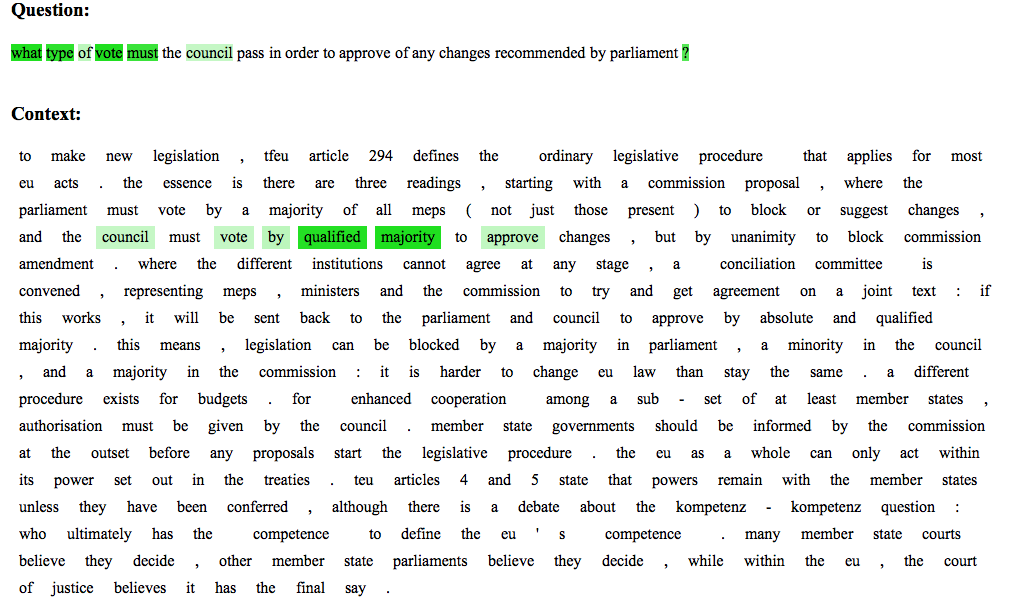 Question:
what type of vote must the council pass in order to approve of any changes recommended by parliament ?
Context:
to make new legislation , tfeu article 294 defines the ordinary legislative procedure that applies for most
eu acts . the essence is there are three readings , starting with a commission proposal , where the
parliament must vote by a majority of all meps ( not just those present ) to block or suggest changes ,
and the council must vote by qualified majority to approve changes , but by unanimity to block commission
amendment . where the different institutions cannot agree at any stage , a conciliation committee is
convened , representing meps , ministers and the commission to try and get agreement on a joint text : if
this works , it will be sent back to the parliament and council to approve by absolute and qualified
majority . this means , legislation can be blocked by a majority in parliament , a minority in the council
, and a majority in the commission : it is harder to change eu law than stay the same . a different
procedure exists for budgets . for enhanced cooperation among a sub - set of at least member states ,
authorisation must be given by the council . member state governments should be informed by the commission
at the outset before any proposals start the legislative procedure . the eu as a whole can only act within
its power set out in the treaties . teu articles 4 and 5 state that powers remain with the member states
unless they have been conferred , although there is a debate about the kompetenz - kompetenz question :
who ultimately has the competence to define the eu ' s competence . many member state courts
believe they decide , other member state parliaments believe they decide , while within the eu , the court
of justice believes it has the final say .